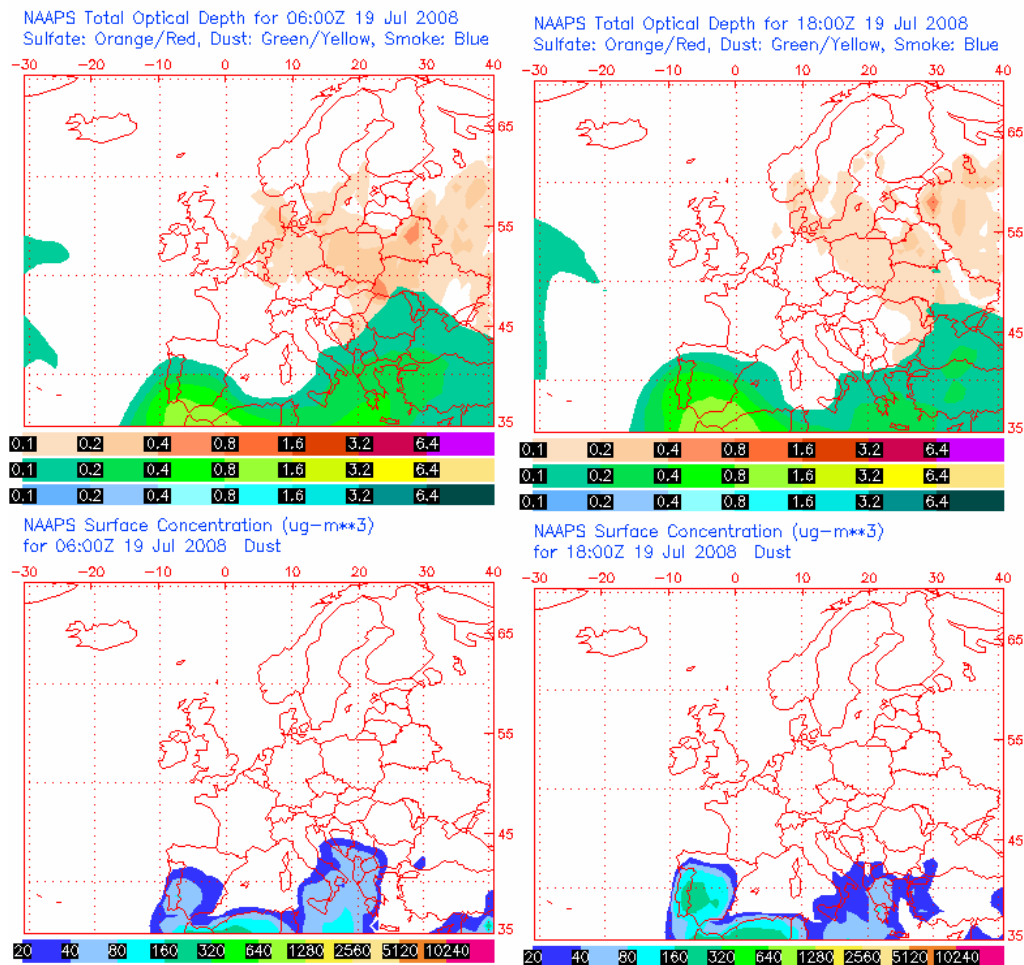 NAAPS Total Optical Depth for 06:00Z 19 Jul 2008
Sulfate: Orange/Red, Dust: Green/Yellow, Smoke: Blue
-30 -20 -10 0 10 20 30 40
65
55
45
35
0.1 0.2 0.4 0.8 1.6 3.2 6.4
0.1 0.2 0.4 0.8 1.6 3.2 6.4
0.1 0.2 0.4 0.8 1.6 3.2 6.4
NAAPS Total Optical Depth for 18:00Z 19 Jul 2008
Sulfate: Orange/Red, Dust: Green/Yellow, Smoke: Blue
-30 -20 -10 0 10 20 30 40
65
55
45
35
0.1 0.2 0.4 0.8 1.6 3.2 6.4
0.1 0.2 0.4 0.8 1.6 3.2 6.4
0.1 0.2 0.4 0.8 1.6 3.2 6.4
NAAPS Surface Concentration (ug-m**3)
for 06:00Z 19 Jul 2008 Dust
-30 -20 -10 0 10 20 30 40
65
55
45
35
20 40 80 160 320 640 1280 2560 5120 10240
NAAPS Surface Concentration (ug-m**3)
for 18:00Z 19 Jul 2008 Dust
-30 -20 -10 0 10 20 30 40
65
55
45
35
20 40 80 160 320 640 1280 2560 5120 10240